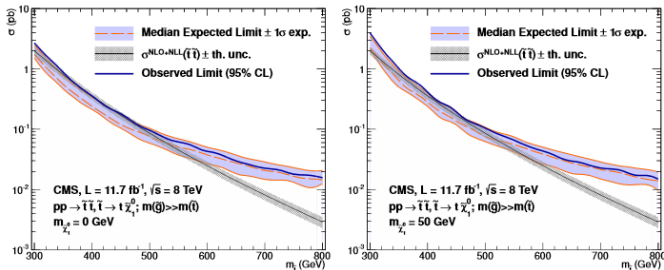 σ (pb)
10
1
10⁻¹
10⁻²
10⁻³
Median Expected Limit ± 1σ exp.
σᴺᴸᴼ⁺ᴺᴸᴸ(t̃ t̃) ± th. unc.
Observed Limit (95% CL)
CMS, L = 11.7 fb⁻¹, √s = 8 TeV
pp → t̃ t̃, t̃ → t χ̃⁰₁; m(g̃)>>m(t̃)
m_χ̃⁰₁ = 0 GeV
300 400 500 600 700 800
m_t̃ (GeV)
σ (pb)
10
1
10⁻¹
10⁻²
10⁻³
Median Expected Limit ± 1σ exp.
σᴺᴸᴼ⁺ᴺᴸᴸ(t̃ t̃) ± th. unc.
Observed Limit (95% CL)
CMS, L = 11.7 fb⁻¹, √s = 8 TeV
pp → t̃ t̃, t̃ → t χ̃⁰₁; m(g̃)>>m(t̃)
m_χ̃⁰₁ = 50 GeV
300 400 500 600 700 800
m_t̃ (GeV)